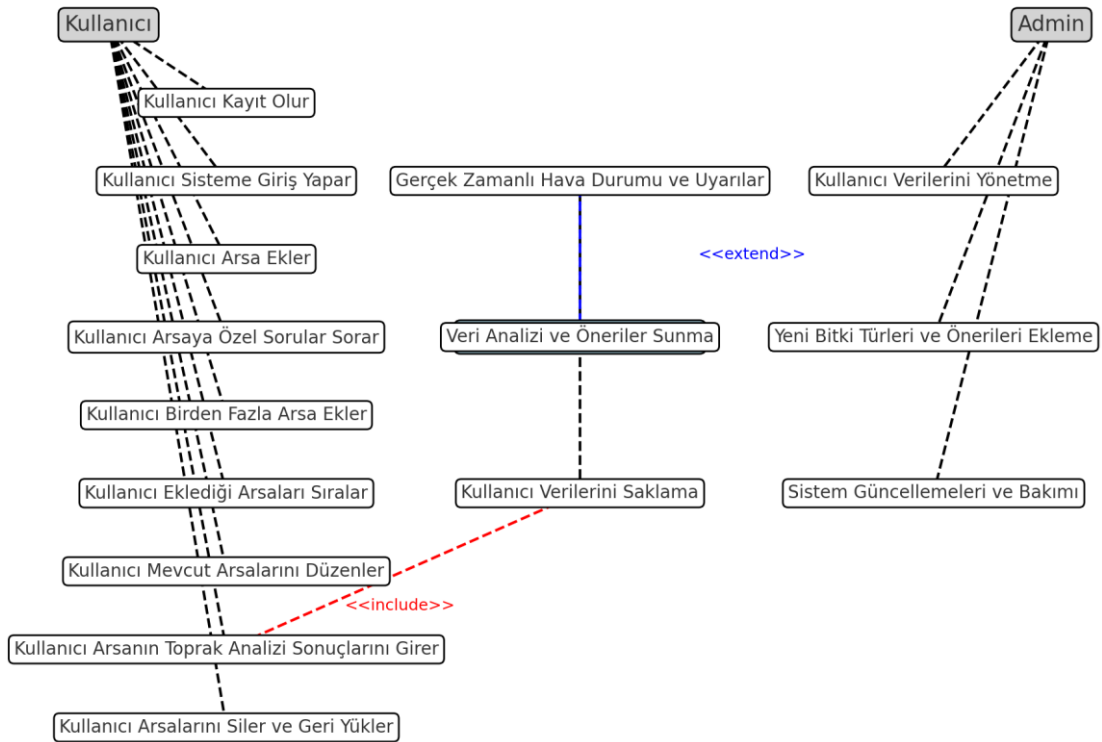 Kullanıcı
Admin
Kullanıcı Kayıt Olur
Kullanıcı Sisteme Giriş Yapar
Gerçek Zamanlı Hava Durumu ve Uyarılar
Kullanıcı Verilerini Yönetme
Kullanıcı Arsa Ekler
<<extend>>
Kullanıcı Arsaya Özel Sorular Sorar
Veri Analizi ve Öneriler Sunma
Yeni Bitki Türleri ve Önerileri Ekleme
Kullanıcı Birden Fazla Arsa Ekler
Kullanıcı Eklediği Arsaları Sıralar
Kullanıcı Verilerini Saklama
Sistem Güncellemeleri ve Bakımı
Kullanıcı Mevcut Arsalarını Düzenler
<<include>>
Kullanıcı Arsanın Toprak Analizi Sonuçlarını Girer
Kullanıcı Arsalarını Siler ve Geri Yükler